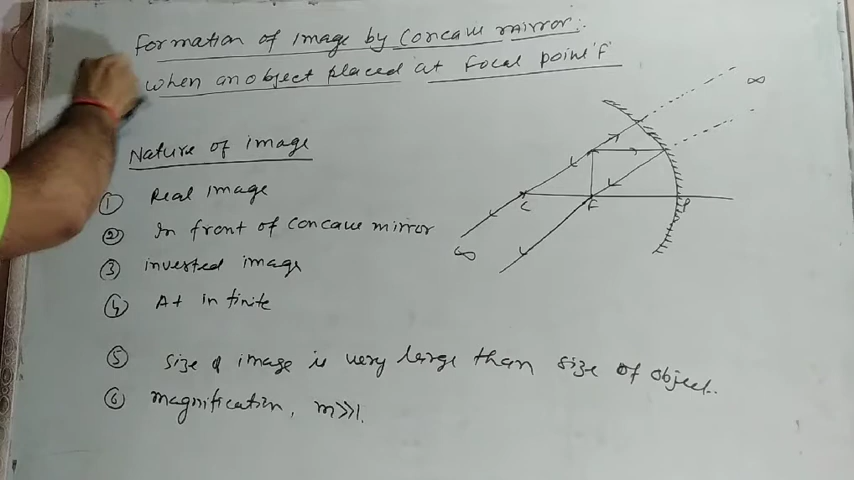 Formation of image by Concave mirror:
when an object placed at focal point 'F'
Nature of image
① Real image
② In front of concave mirror
③ inverted image
④ At infinite
⑤ Size of image is very large than size of object.
⑥ magnification, m>>1.
∞
C
F
P
∞